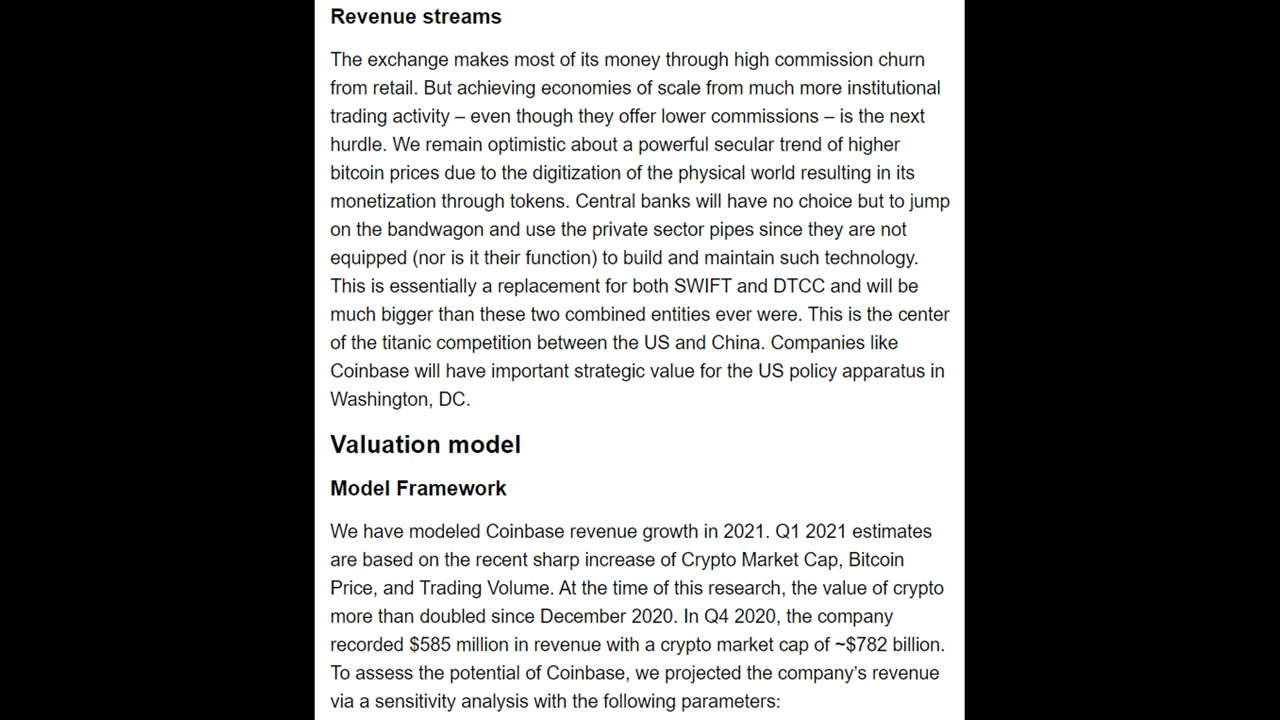 Revenue streams
The exchange makes most of its money through high commission churn
from retail. But achieving economies of scale from much more institutional
trading activity – even though they offer lower commissions – is the next
hurdle. We remain optimistic about a powerful secular trend of higher
bitcoin prices due to the digitization of the physical world resulting in its
monetization through tokens. Central banks will have no choice but to jump
on the bandwagon and use the private sector pipes since they are not
equipped (nor is it their function) to build and maintain such technology.
This is essentially a replacement for both SWIFT and DTCC and will be
much bigger than these two combined entities ever were. This is the center
of the titanic competition between the US and China. Companies like
Coinbase will have important strategic value for the US policy apparatus in
Washington, DC.
Valuation model
Model Framework
We have modeled Coinbase revenue growth in 2021. Q1 2021 estimates
are based on the recent sharp increase of Crypto Market Cap, Bitcoin
Price, and Trading Volume. At the time of this research, the value of crypto
more than doubled since December 2020. In Q4 2020, the company
recorded $585 million in revenue with a crypto market cap of ~$782 billion.
To assess the potential of Coinbase, we projected the company’s revenue
via a sensitivity analysis with the following parameters: